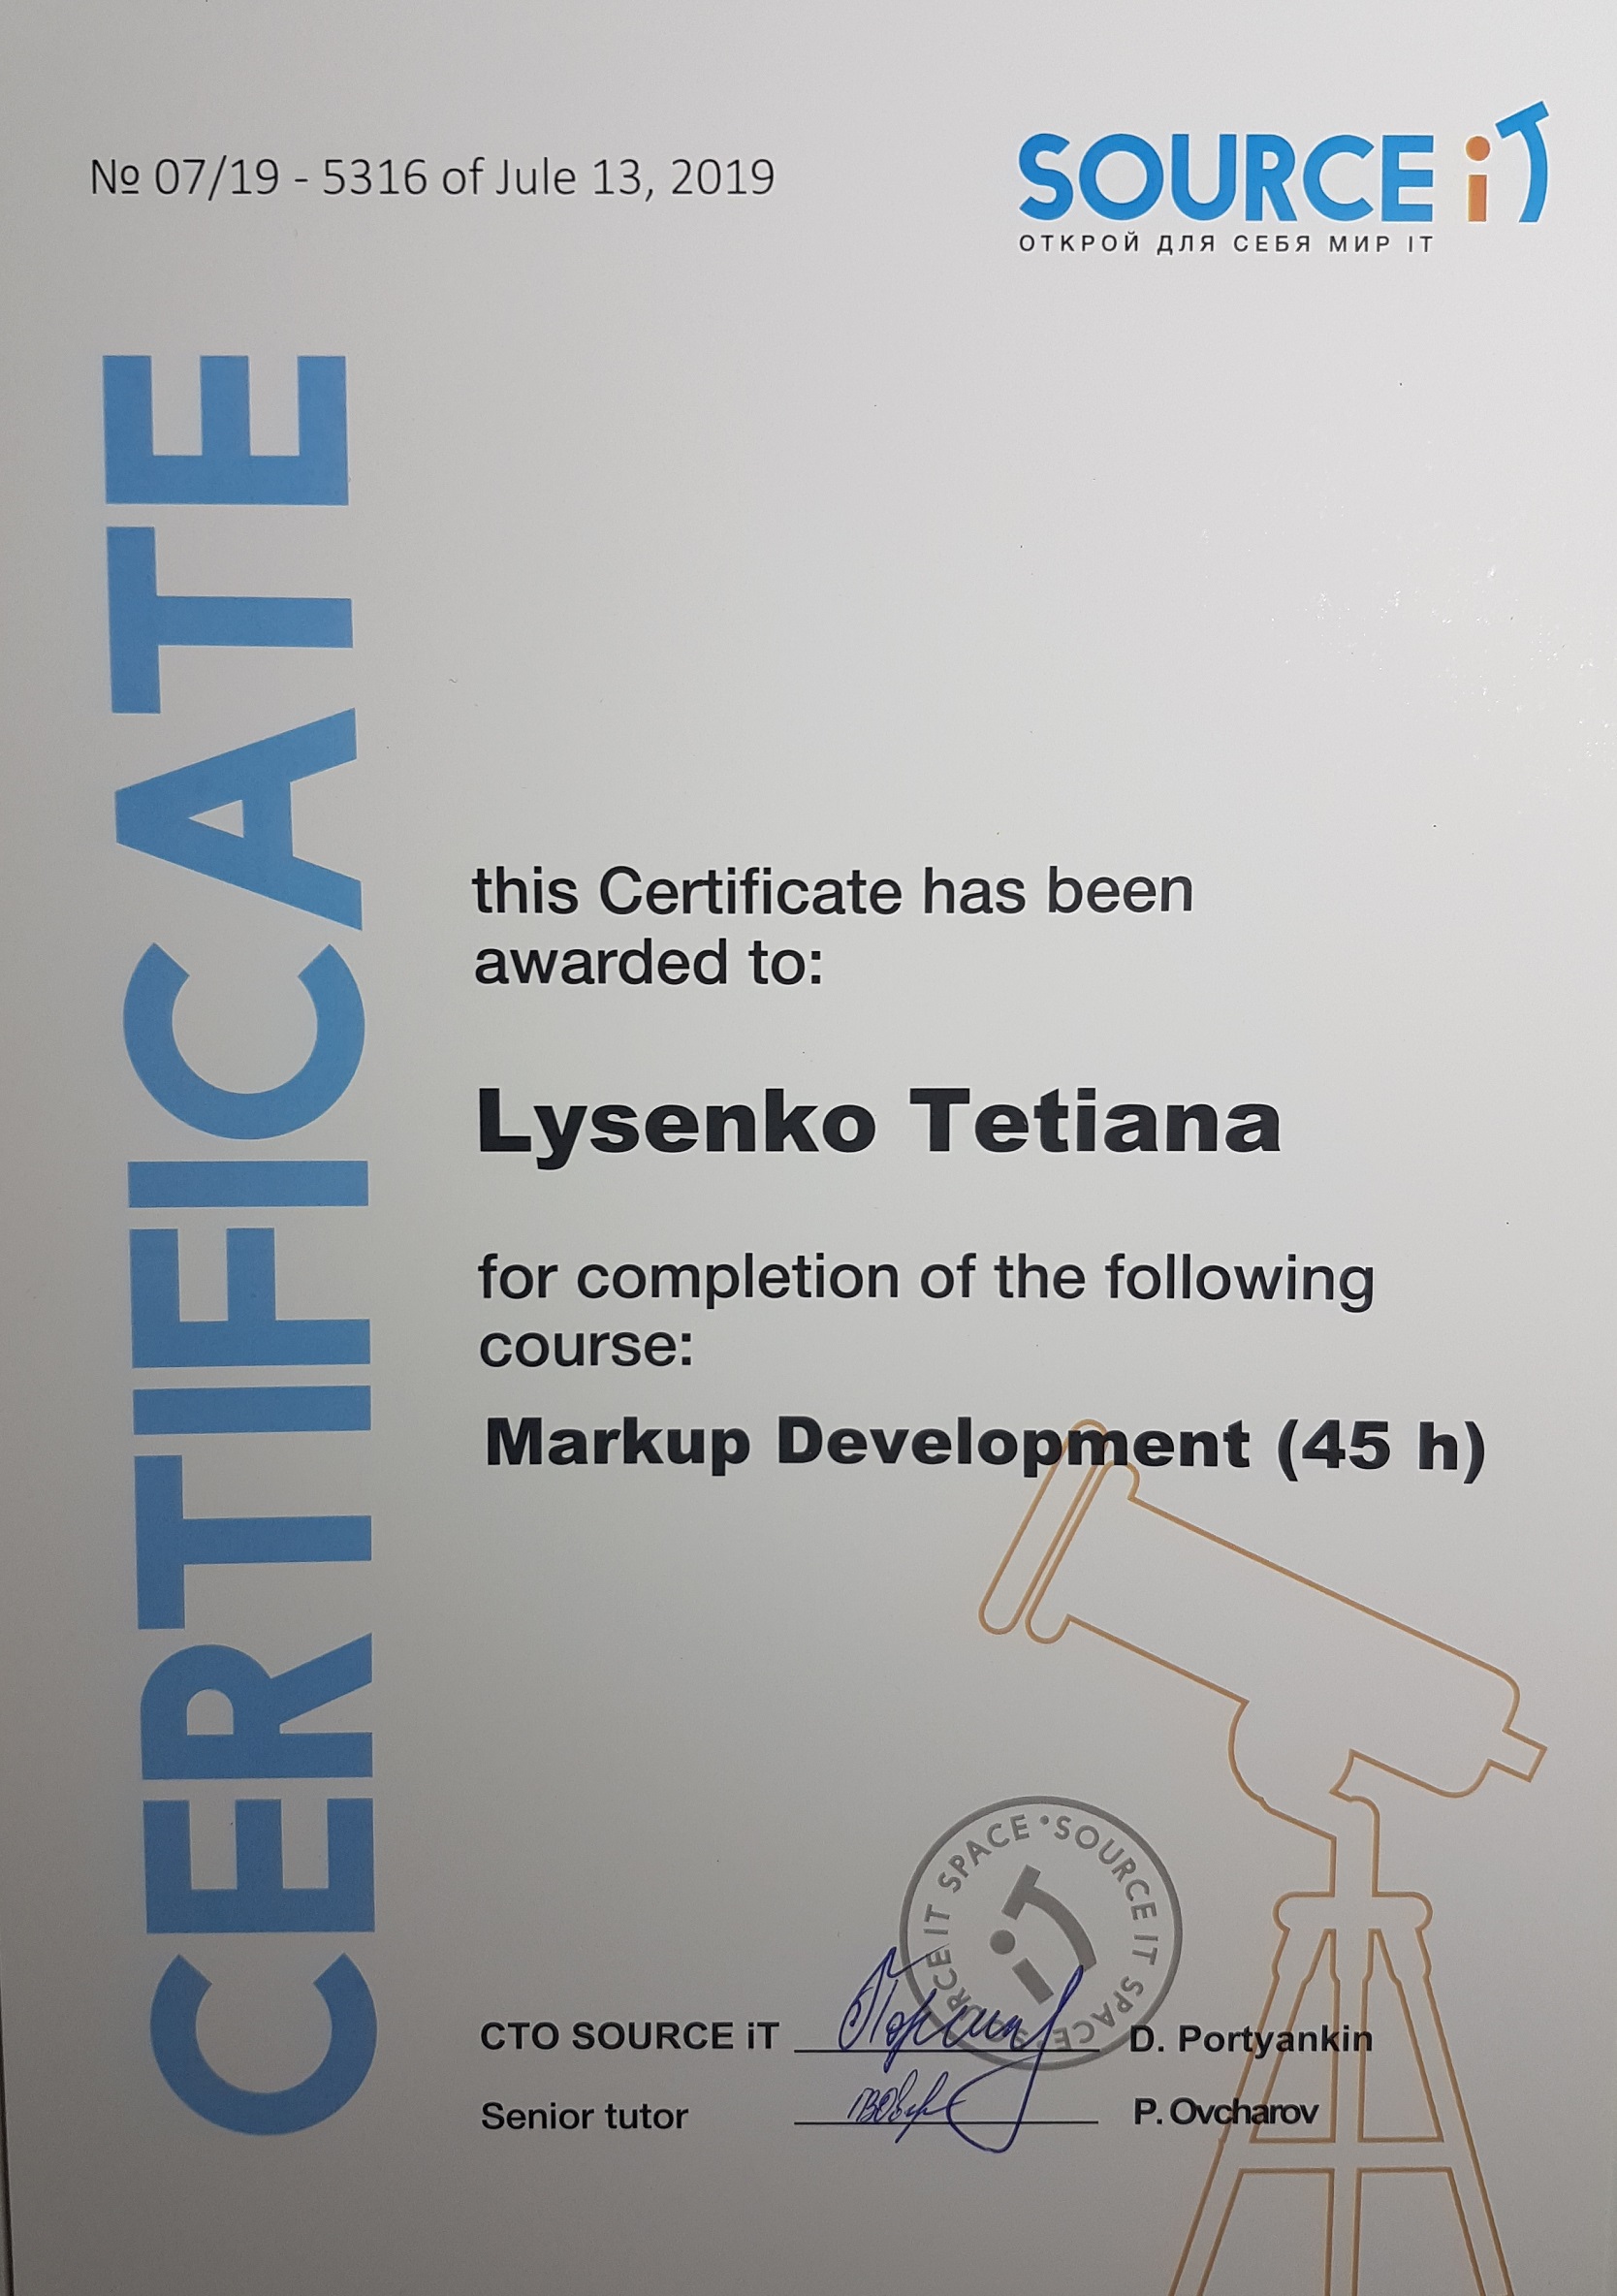 № 07/19 - 5316 of Jule 13, 2019
SOURCE iT
ОТКРОЙ ДЛЯ СЕБЯ МИР IT
CERTIFICATE
this Certificate has been
awarded to:
Lysenko Tetiana
for completion of the following
course:
Markup Development (45 h)
SOURCE IT SPACE • SOURCE IT SPACE •
iT
CTO SOURCE iT D. Portyankin
Senior tutor P. Ovcharov